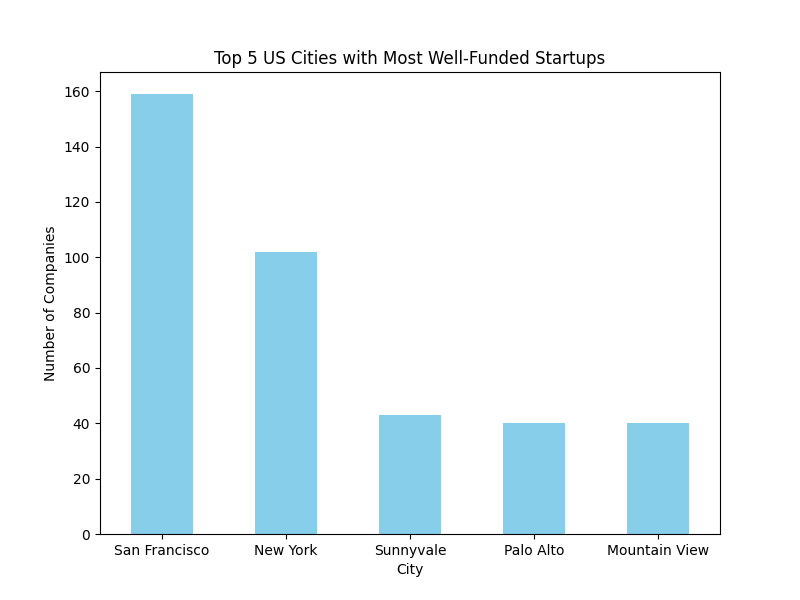 Top 5 US Cities with Most Well-Funded Startups
160
140
120
100
80
60
40
20
0
Number of Companies
San Francisco
New York
Sunnyvale
Palo Alto
Mountain View
City